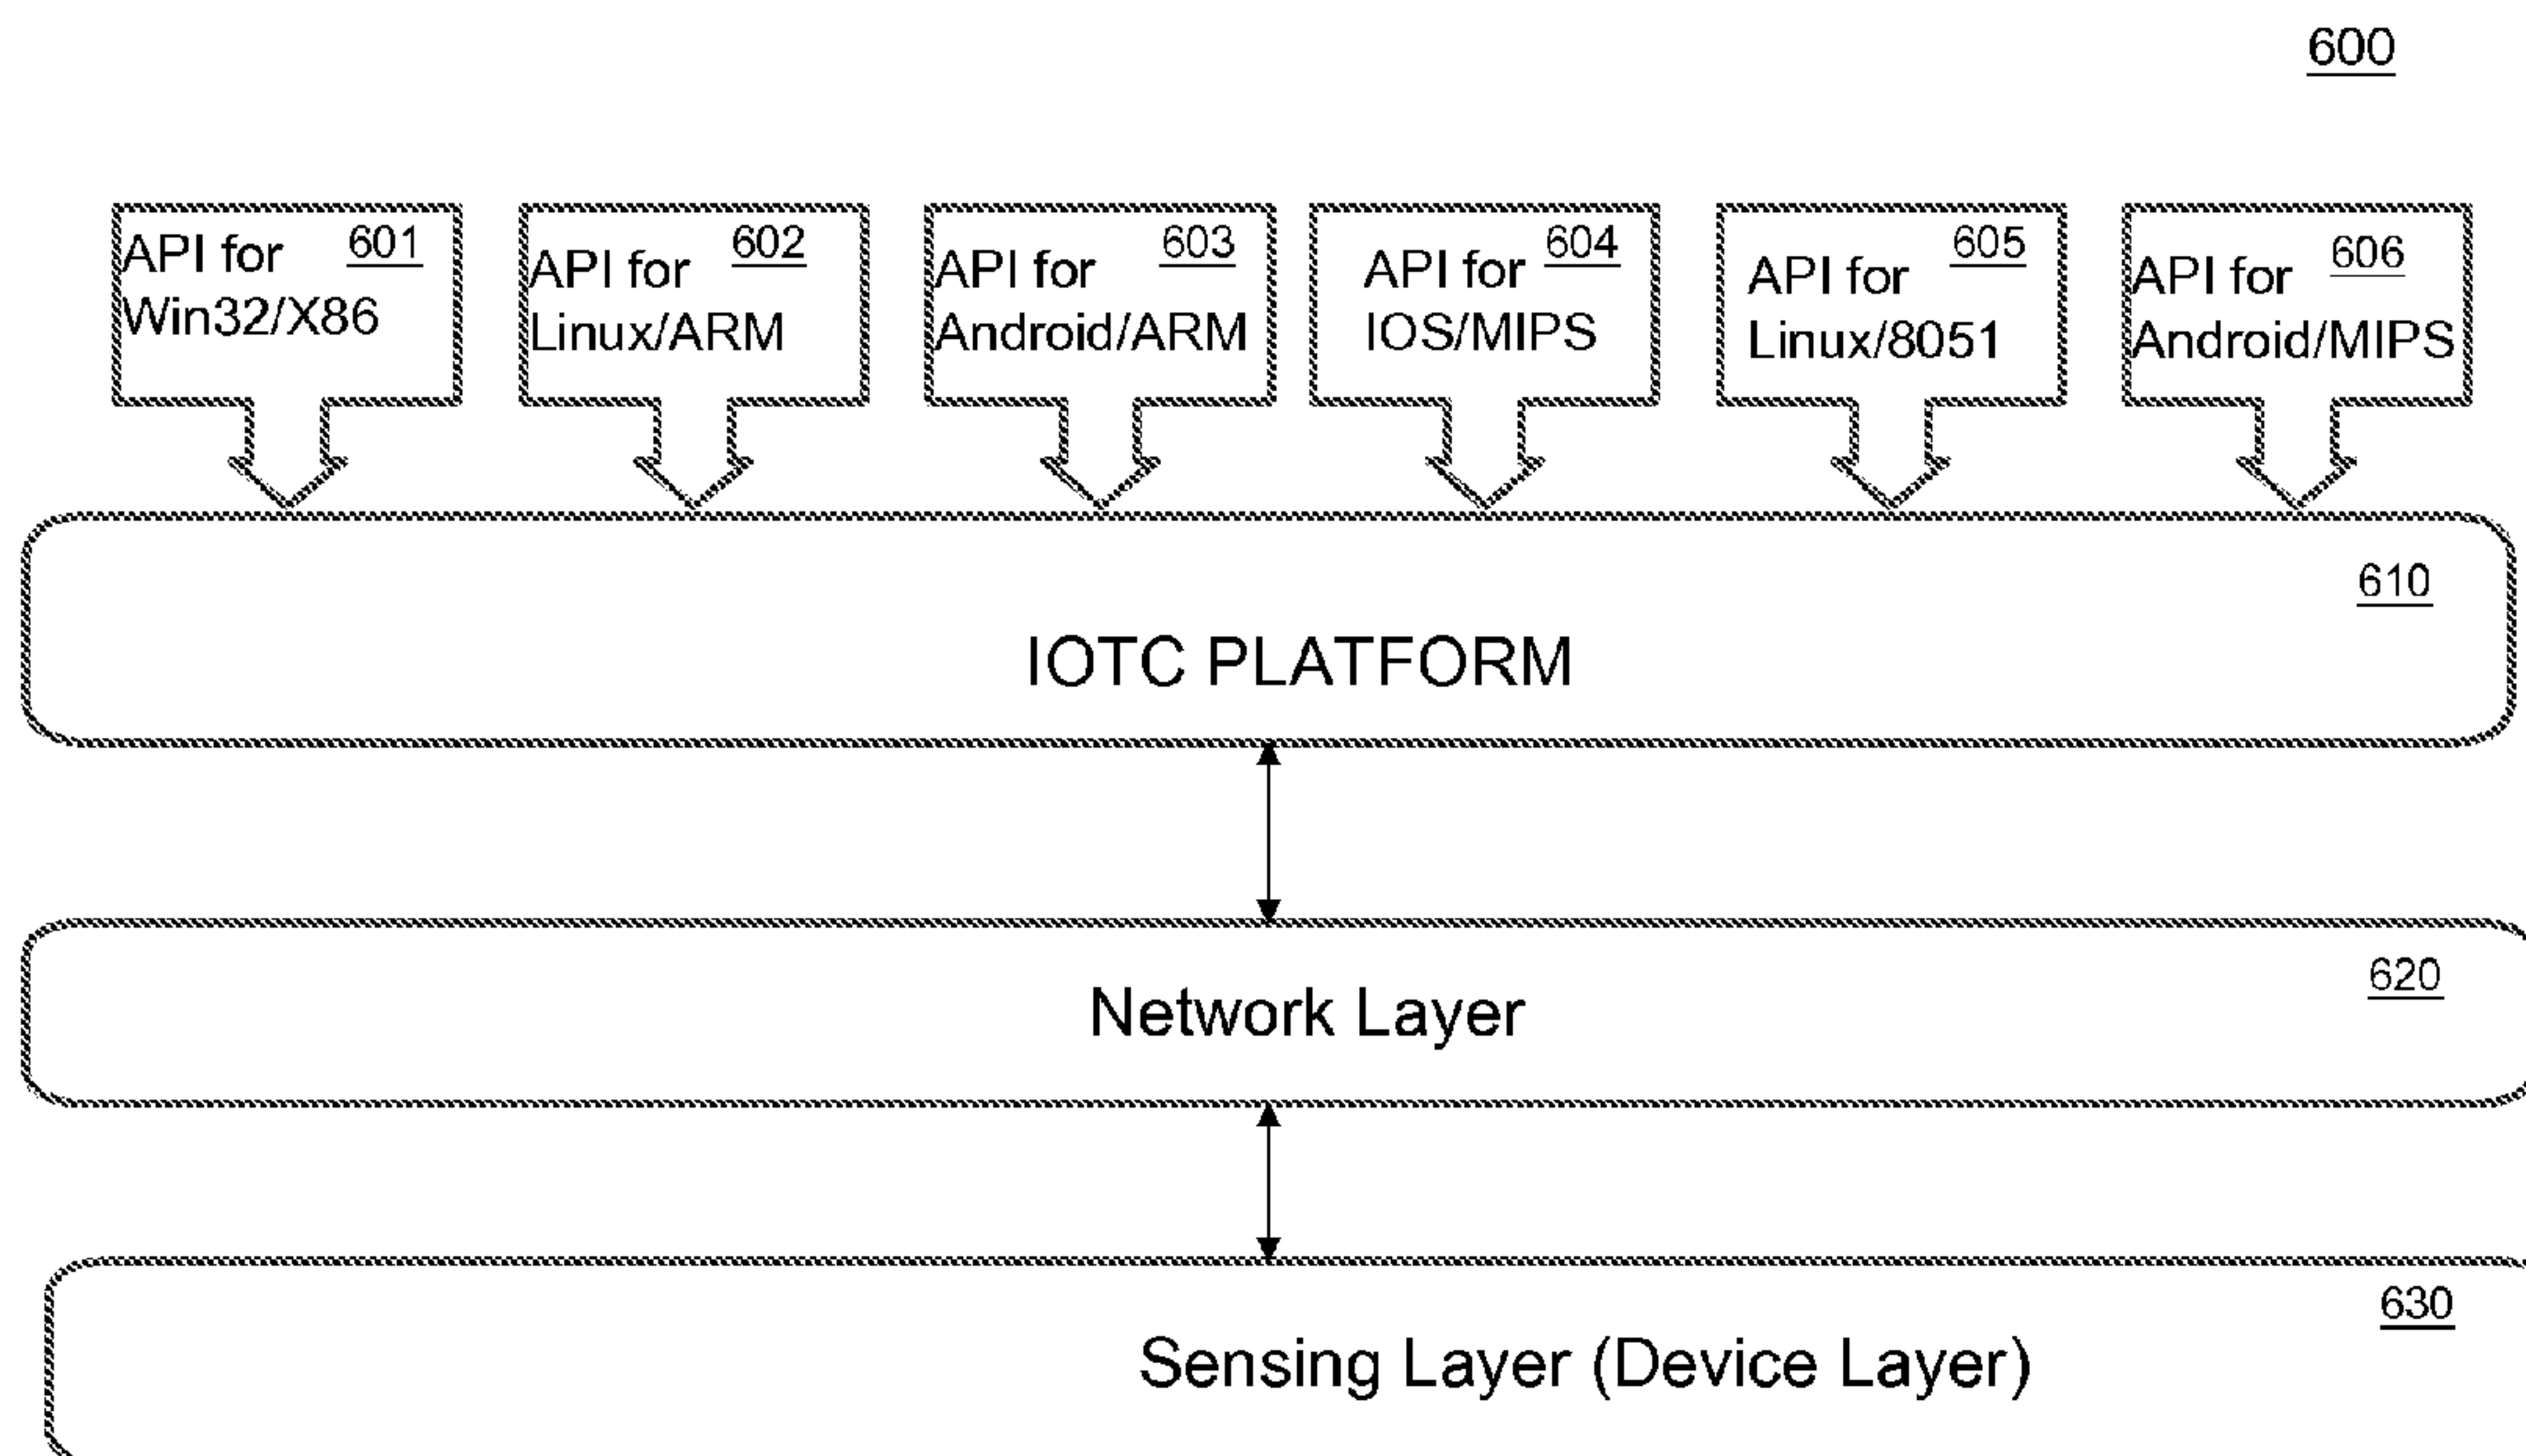 600
API for 601
Win32/X86
API for 602
Linux/ARM
API for 603
Android/ARM
API for 604
IOS/MIPS
API for 605
Linux/8051
API for 606
Android/MIPS
610
IOTC PLATFORM
620
Network Layer
630
Sensing Layer (Device Layer)